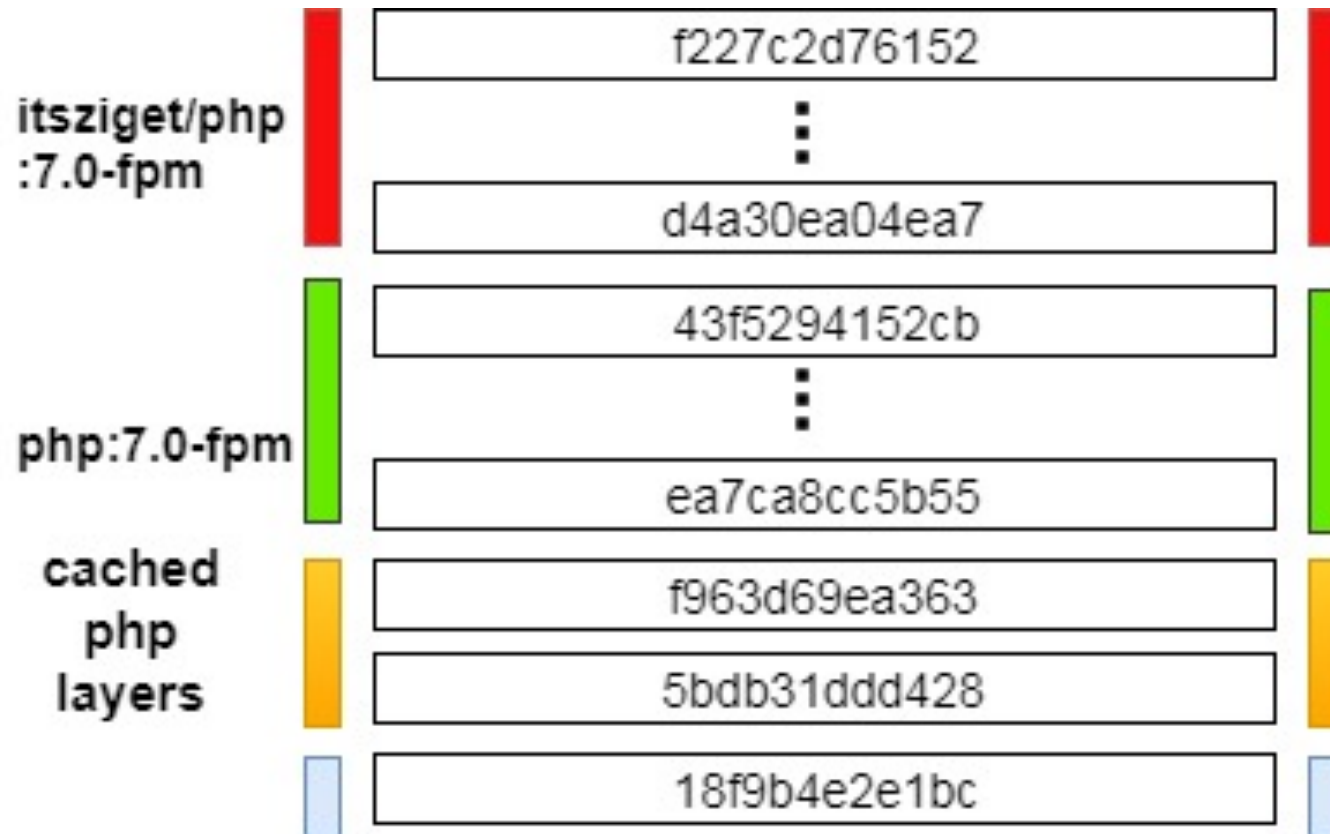 f227c2d76152
itsziget/php
:7.0-fpm
d4a30ea04ea7
43f5294152cb
php:7.0-fpm
ea7ca8cc5b55
cached
php
layers
f963d69ea363
5bdb31ddd428
18f9b4e2e1bc